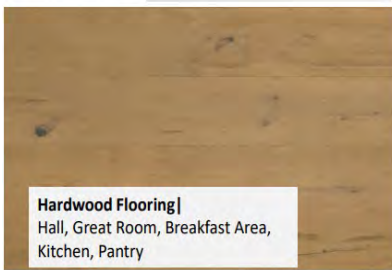 Hardwood Flooring|
Hall, Great Room, Breakfast Area,
Kitchen, Pantry